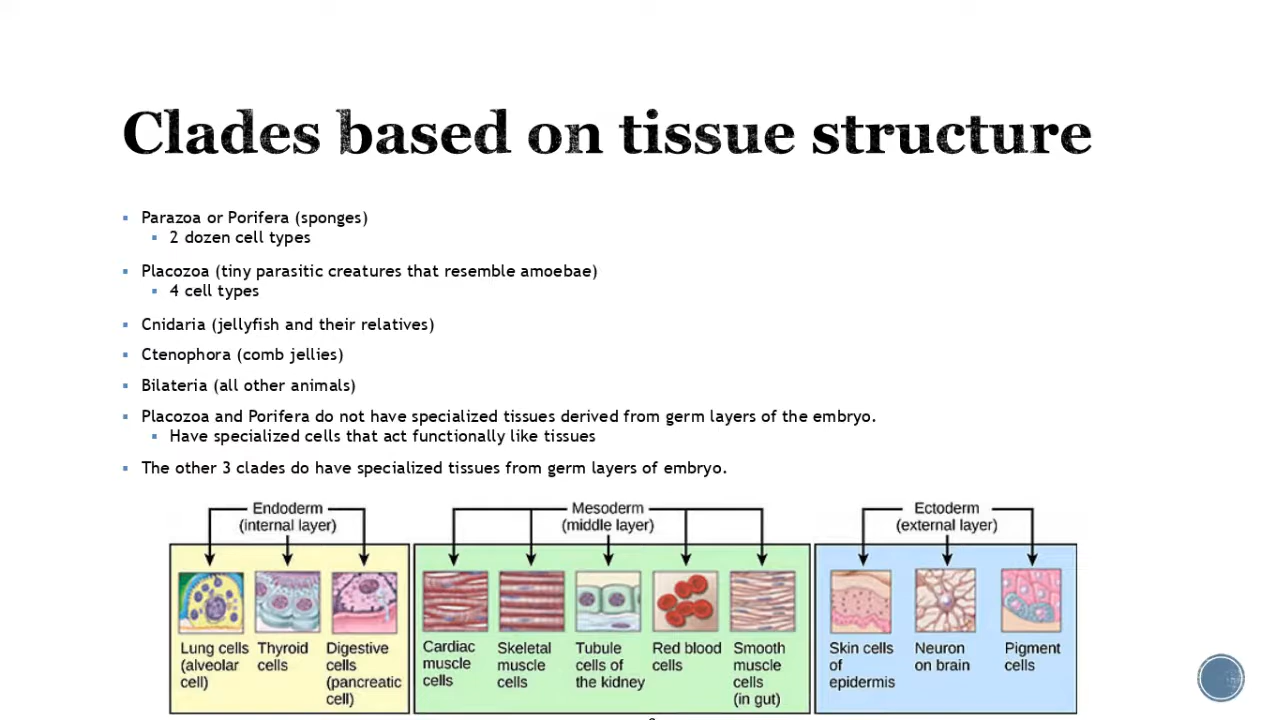 Clades based on tissue structure
Parazoa or Porifera (sponges)
2 dozen cell types
Placozoa (tiny parasitic creatures that resemble amoebae)
4 cell types
Cnidaria (jellyfish and their relatives)
Ctenophora (comb jellies)
Bilateria (all other animals)
Placozoa and Porifera do not have specialized tissues derived from germ layers of the embryo.
Have specialized cells that act functionally like tissues
The other 3 clades do have specialized tissues from germ layers of embryo.
Endoderm
(internal layer)
Lung cells
(alveolar
cell)
Thyroid
cells
Digestive
cells
(pancreatic
cell)
Mesoderm
(middle layer)
Cardiac
muscle
cells
Skeletal
muscle
cells
Tubule
cells of
the kidney
Red blood
cells
Smooth
muscle
cells
(in gut)
Ectoderm
(external layer)
Skin cells
of
epidermis
Neuron
on brain
Pigment
cells